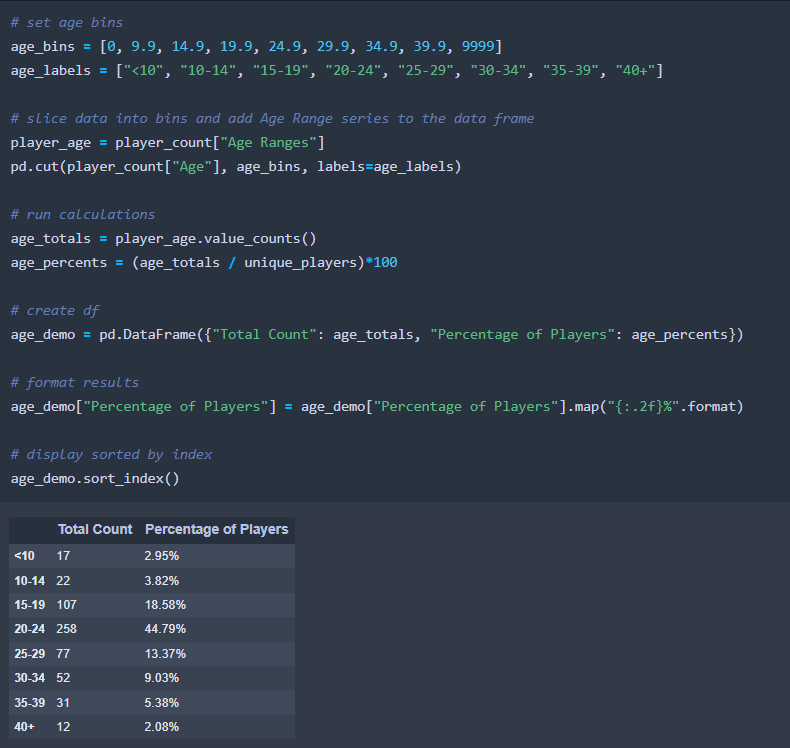 # set age bins
age_bins = [0, 9.9, 14.9, 19.9, 24.9, 29.9, 34.9, 39.9, 9999]
age_labels = ["<10", "10-14", "15-19", "20-24", "25-29", "30-34", "35-39", "40+"]
# slice data into bins and add Age Range series to the data frame
player_age = player_count["Age Ranges"]
pd.cut(player_count["Age"], age_bins, labels=age_labels)
# run calculations
age_totals = player_age.value_counts()
age_percents = (age_totals / unique_players)*100
# create df
age_demo = pd.DataFrame({"Total Count": age_totals, "Percentage of Players": age_percents})
# format results
age_demo["Percentage of Players"] = age_demo["Percentage of Players"].map("{:.2f}%".format)
# display sorted by index
age_demo.sort_index()
Total Count Percentage of Players
<10 17 2.95%
10-14 22 3.82%
15-19 107 18.58%
20-24 258 44.79%
25-29 77 13.37%
30-34 52 9.03%
35-39 31 5.38%
40+ 12 2.08%